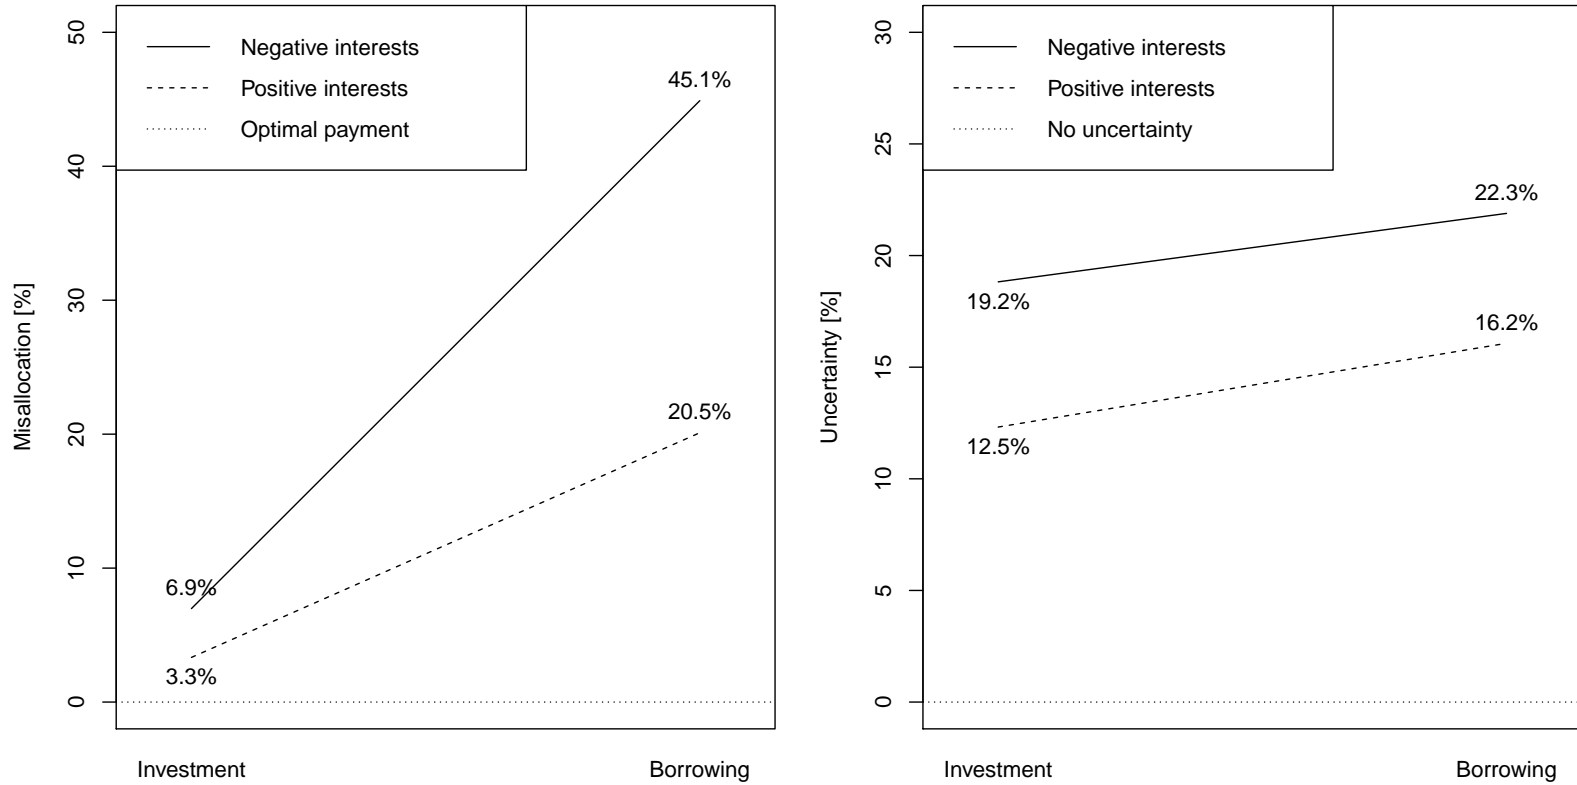 Negative interests
Positive interests
Optimal payment
50
40
30
20
10
0
Misallocation [%]
45.1%
20.5%
6.9%
3.3%
Investment
Borrowing
Negative interests
Positive interests
No uncertainty
30
25
20
15
10
5
0
Uncertainty [%]
22.3%
19.2%
16.2%
12.5%
Investment
Borrowing